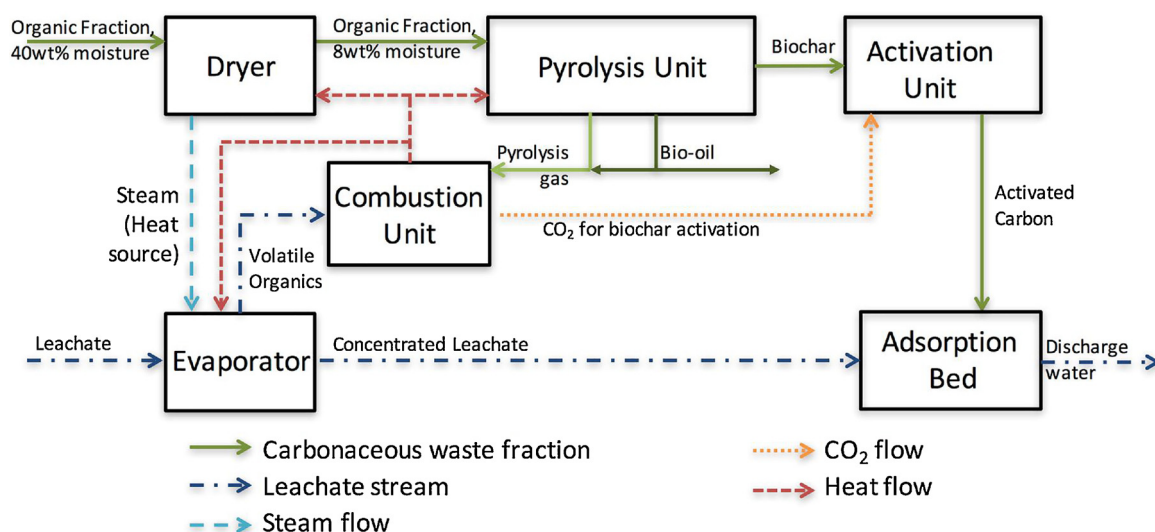 Organic Fraction,
40wt% moisture
Dryer
Organic Fraction,
8wt% moisture
Pyrolysis Unit
Biochar
Activation
Unit
Pyrolysis
gas
Bio-oil
Steam
(Heat
source)
Combustion
Unit
CO₂ for biochar activation
Activated
Carbon
Volatile
Organics
Leachate
Evaporator
Concentrated Leachate
Adsorption
Bed
Discharge
water
Carbonaceous waste fraction
Leachate stream
Steam flow
CO₂ flow
Heat flow